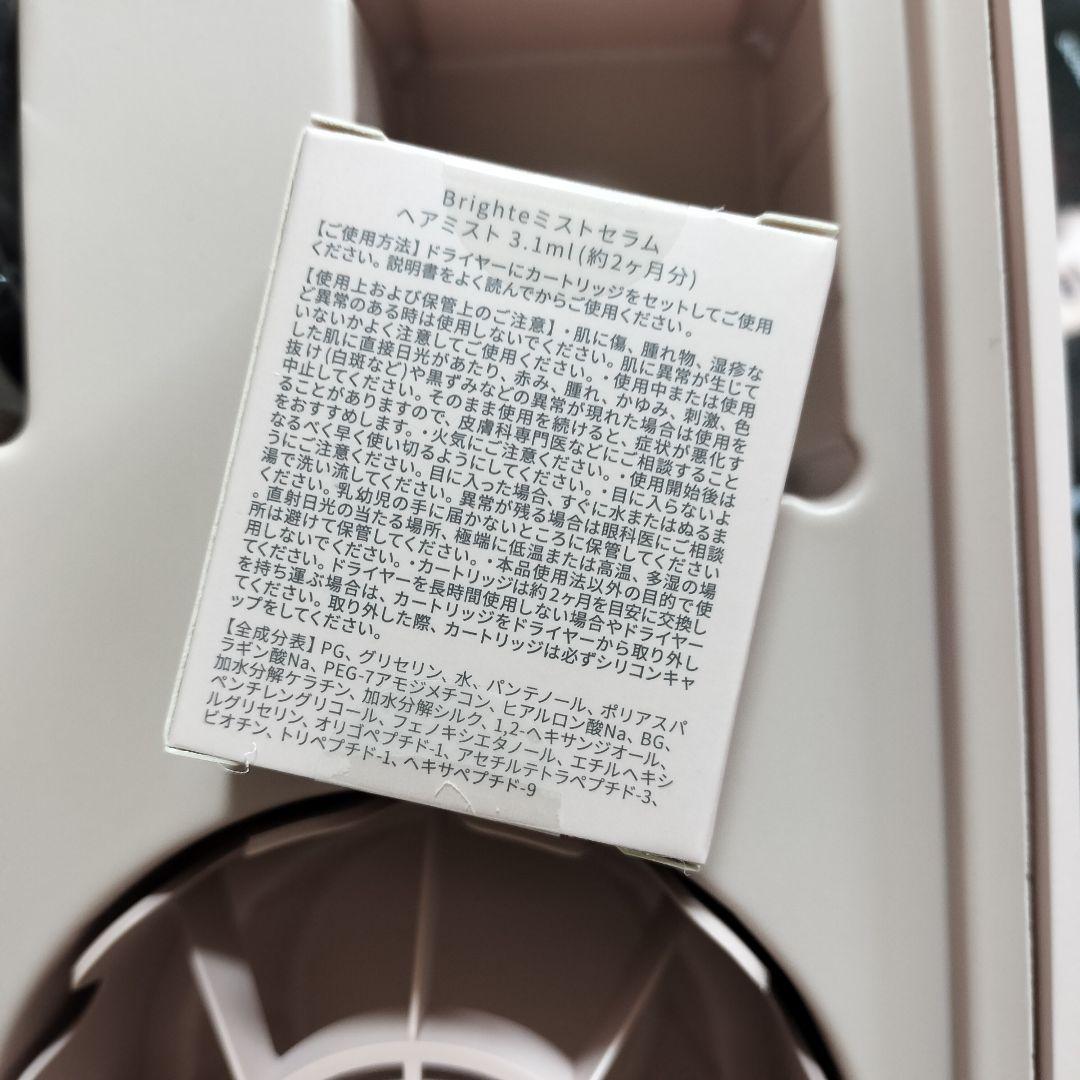 Brighteミストセラム
ヘアミスト 3.1ml(約2ヶ月分)
【ご使用方法】ドライヤーにカートリッジをセットしてご使用
ください。説明書をよく読んでからご使用ください。
【使用上および保管上のご注意】・肌に傷、腫れ物、湿疹な
ど異常のある時は使用しないでください。肌に異常が生じて
いないかよく注意してご使用ください。・使用中または使用
した肌に直接日光があたり、赤み、腫れ、かゆみ、刺激、色
抜け(白斑など)や黒ずみなどの異常が現れた場合は使用を
中止してください。そのまま使用を続けると、症状が悪化す
ることがありますので、皮膚科専門医などにご相談すること
をおすすめします。・火気にご注意ください。・使用開始後は
なるべく早く使い切るようにしてください。・目に入らないよ
うにご注意ください。目に入った場合、すぐに水またはぬるま
湯で洗い流してください。異常が残る場合は眼科医にご相談
ください。乳幼児の手に届かないところに保管してください
。直射日光の当たる場所、極端に低温または高温、多湿の場
所は避けて保管してください。・本品使用法以外の目的で使
用しないでください。・カートリッジは約2ヶ月を目安に交換し
てください。ドライヤーを長時間使用しない場合やドライヤー
を持ち運ぶ場合は、カートリッジをドライヤーから取り外し
てください。取り外した際、カートリッジは必ずシリコンキャ
ップをしてください。
【全成分表】PG、グリセリン、水、パンテノール、ポリアスパ
ラギン酸Na、PEG-7アモジメチコン、ヒアルロン酸Na、BG、
加水分解ケラチン、加水分解シルク、1,2-ヘキサンジオール、
ペンチレングリコール、フェノキシエタノール、エチルヘキシ
ルグリセリン、オリゴペプチド-1、アセチルテトラペプチド-3、
ビオチン、トリペプチド-1、ヘキサペプチド-9